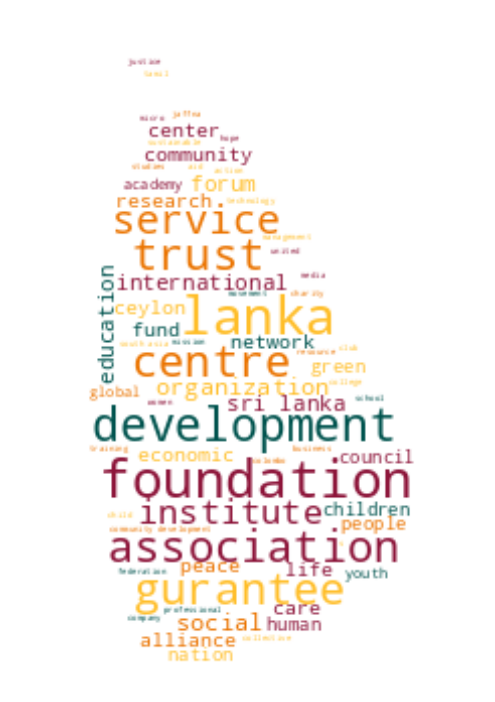 justice
tamil
micro jaffna
center hope
sustainable
community
studies aid action
academy forum
research technology
service
management
trust united
international media
education
movement charity
ceylon lanka
fund mission network
south asia club
centre resource green
organization college
global women sri lanka school
development
training economic business
colombo council
foundation
child institute children
community development people
association
federation peace life youth
gurantee
professional care
company social human
alliance collective
nation